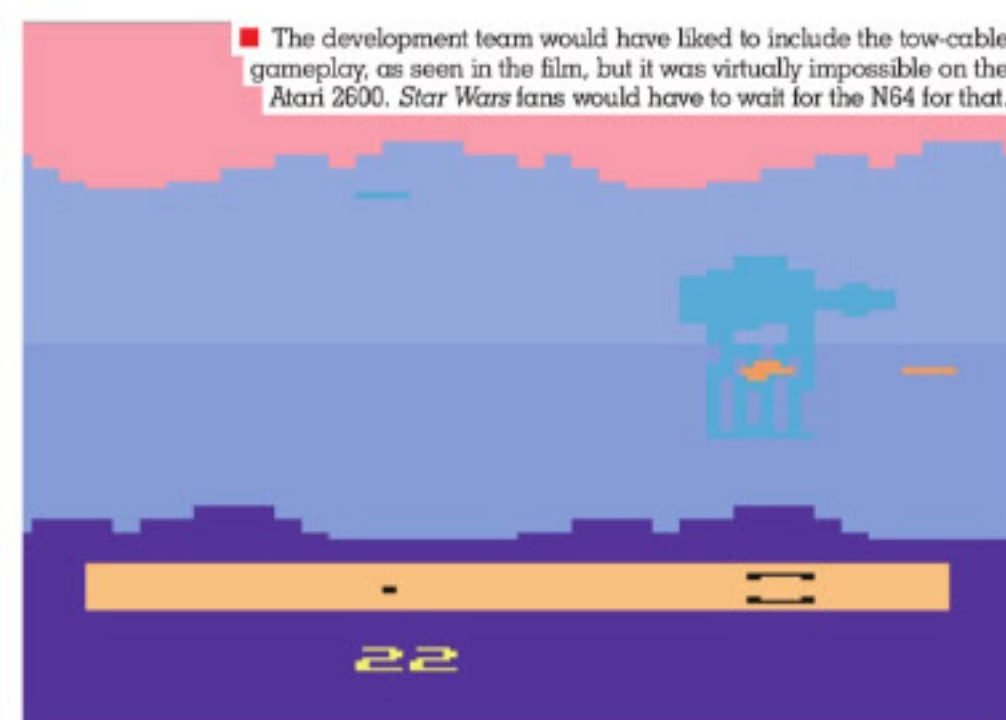 The development team would have liked to include the tow-cable
gameplay, as seen in the film, but it was virtually impossible on the
Atari 2600. Star Wars fans would have to wait for the N64 for that.
22